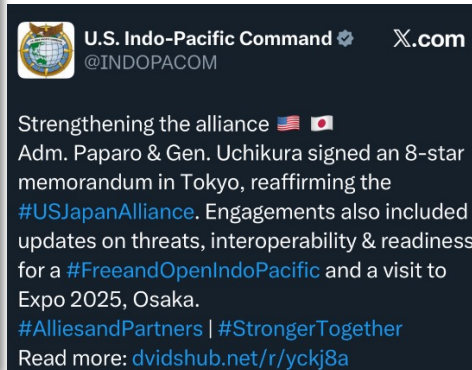 U.S. Indo-Pacific Command
X.com
@INDOPACOM
Strengthening the alliance 🇺🇸 🇯🇵
Adm. Paparo & Gen. Uchikura signed an 8-star
memorandum in Tokyo, reaffirming the
#USJapanAlliance. Engagements also included
updates on threats, interoperability & readiness
for a #FreeandOpenIndoPacific and a visit to
Expo 2025, Osaka.
#AlliesandPartners | #StrongerTogether
Read more: dvidshub.net/r/yckj8a